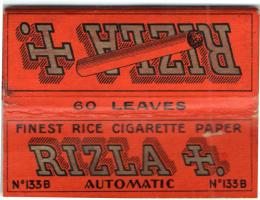 RIZLA +.
60 LEAVES
FINEST RICE CIGARETTE PAPER
RIZLA +.
Nº133B AUTOMATIC Nº133B